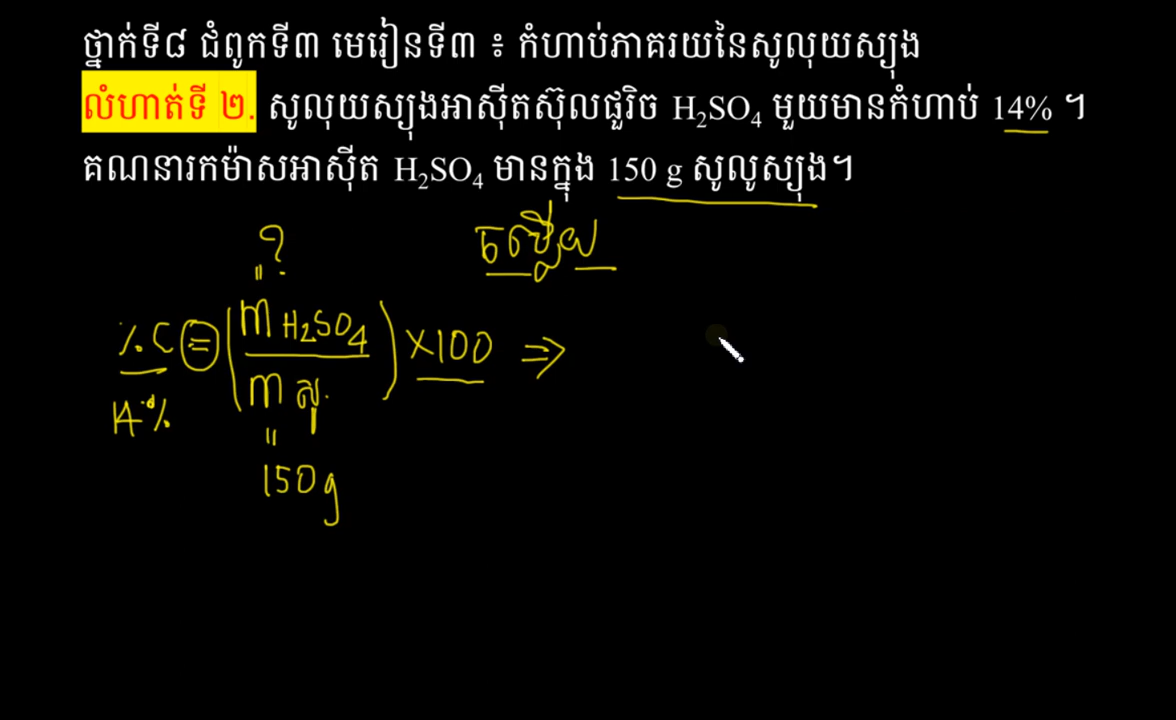 ថ្នាក់ទី៨ ជំពូកទី៣ មេរៀនទី៣ ៖ កំហាប់ភាគរយនៃសូលុយស្យុង
លំហាត់ទី ២. សូលុយស្យុងអាស៊ីតស៊ុលផួរិច H₂SO₄ មួយមានកំហាប់ 14% ។
គណនារកម៉ាសអាស៊ីត H₂SO₄ មានក្នុង 150 g សូលូស្យុង។
ចម្លើយ
?
"
%C = (m H₂SO₄ / m សូ.) ×100 ⇒
14%
"
150g